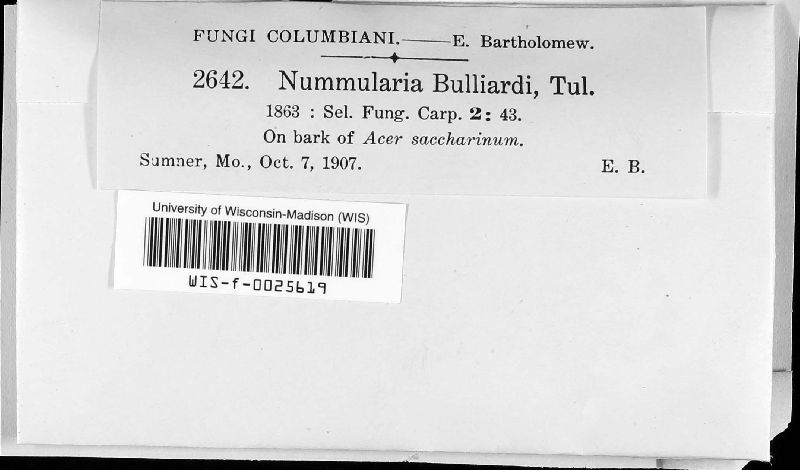 FUNGI COLUMBIANI.—E. Bartholomew.
2642. Nummularia Bulliardi, Tul.
1863 : Sel. Fung. Carp. 2: 43.
On bark of Acer saccharinum.
Sumner, Mo., Oct. 7, 1907. E. B.
University of Wisconsin-Madison (WIS)
WIS-f-0025619